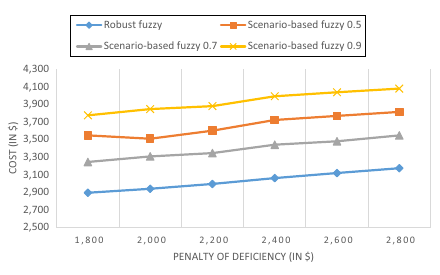 Robust fuzzy Scenario-based fuzzy 0.5
Scenario-based fuzzy 0.7 Scenario-based fuzzy 0.9
4,300
4,100
3,900
3,700
3,500
3,300
3,100
2,900
2,700
2,500
COST (IN $)
1,800 2,000 2,200 2,400 2,600 2,800
PENALTY OF DEFICIENCY (IN $)